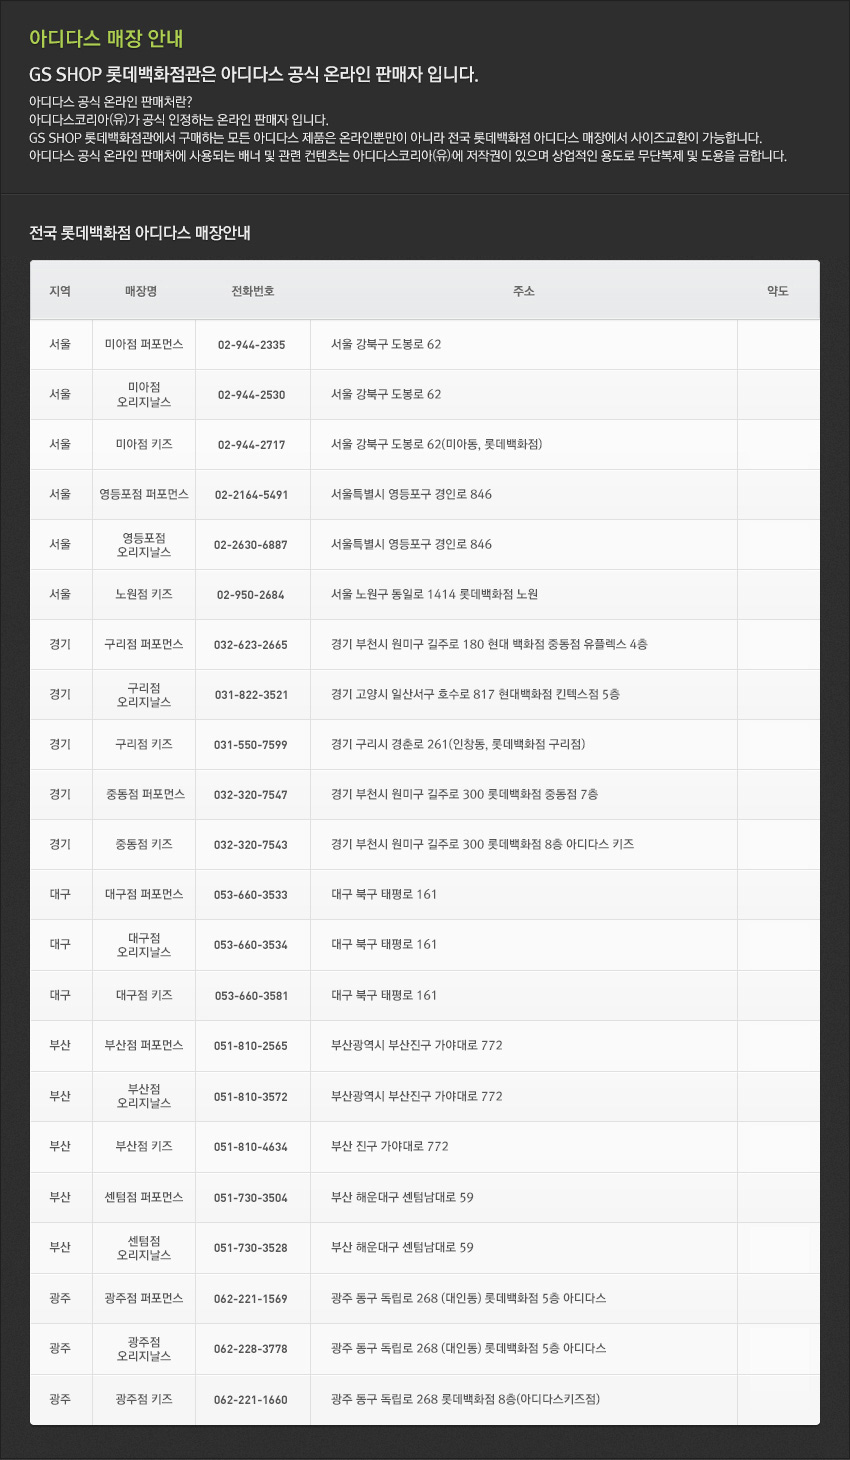 아디다스 매장 안내
GS SHOP 롯데백화점관은 아디다스 공식 온라인 판매자 입니다.
아디다스 공식 온라인 판매처란?
아디다스코리아(유)가 공식 인정하는 온라인 판매자 입니다.
GS SHOP 롯데백화점관에서 구매하는 모든 아디다스 제품은 온라인뿐만이 아니라 전국 롯데백화점 아디다스 매장에서 사이즈교환이 가능합니다.
아디다스 공식 온라인 판매처에 사용되는 배너 및 관련 컨텐츠는 아디다스코리아(유)에 저작권이 있으며 상업적인 용도로 무단복제 및 도용을 금합니다.
전국 롯데백화점 아디다스 매장안내
지역 매장명 전화번호 주소 약도
서울 미아점 퍼포먼스 02-944-2335 서울 강북구 도봉로 62
서울 미아점 오리지날스 02-944-2530 서울 강북구 도봉로 62
서울 미아점 키즈 02-944-2717 서울 강북구 도봉로 62(미아동, 롯데백화점)
서울 영등포점 퍼포먼스 02-2164-5491 서울특별시 영등포구 경인로 846
서울 영등포점 오리지날스 02-2630-6887 서울특별시 영등포구 경인로 846
서울 노원점 키즈 02-950-2684 서울 노원구 동일로 1414 롯데백화점 노원
경기 구리점 퍼포먼스 032-623-2665 경기 부천시 원미구 길주로 180 현대 백화점 중동점 유플렉스 4층
경기 구리점 오리지날스 031-822-3521 경기 고양시 일산서구 호수로 817 현대백화점 킨텍스점 5층
경기 구리점 키즈 031-550-7599 경기 구리시 경춘로 261(인창동, 롯데백화점 구리점)
경기 중동점 퍼포먼스 032-320-7547 경기 부천시 원미구 길주로 300 롯데백화점 중동점 7층
경기 중동점 키즈 032-320-7543 경기 부천시 원미구 길주로 300 롯데백화점 8층 아디다스 키즈
대구 대구점 퍼포먼스 053-660-3533 대구 북구 태평로 161
대구 대구점 오리지날스 053-660-3534 대구 북구 태평로 161
대구 대구점 키즈 053-660-3581 대구 북구 태평로 161
부산 부산점 퍼포먼스 051-810-2565 부산광역시 부산진구 가야대로 772
부산 부산점 오리지날스 051-810-3572 부산광역시 부산진구 가야대로 772
부산 부산점 키즈 051-810-4634 부산 진구 가야대로 772
부산 센텀점 퍼포먼스 051-730-3504 부산 해운대구 센텀남대로 59
부산 센텀점 오리지날스 051-730-3528 부산 해운대구 센텀남대로 59
광주 광주점 퍼포먼스 062-221-1569 광주 동구 독립로 268 (대인동) 롯데백화점 5층 아디다스
광주 광주점 오리지날스 062-228-3778 광주 동구 독립로 268 (대인동) 롯데백화점 5층 아디다스
광주 광주점 키즈 062-221-1660 광주 동구 독립로 268 롯데백화점 8층(아디다스키즈점)